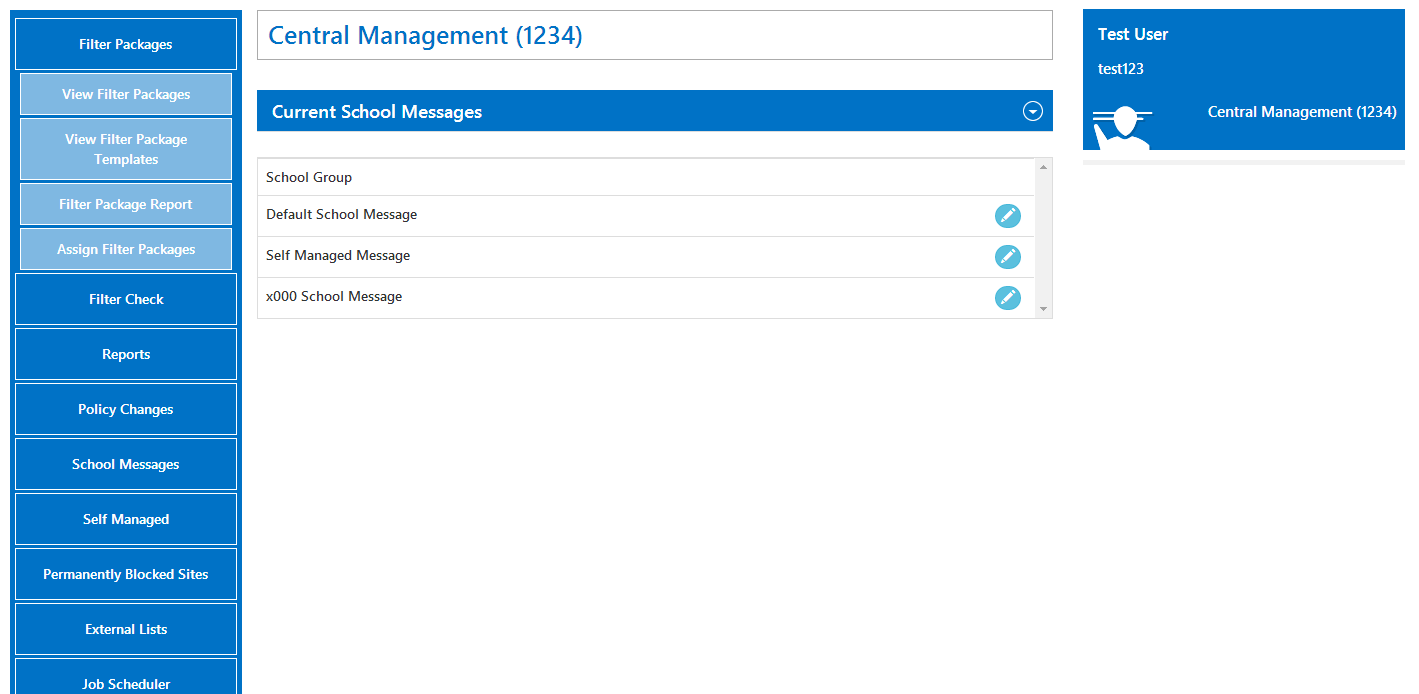 Filter Packages
View Filter Packages
View Filter Package
Templates
Filter Package Report
Assign Filter Packages
Filter Check
Reports
Policy Changes
School Messages
Self Managed
Permanently Blocked Sites
External Lists
Job Scheduler
Central Management (1234)
Current School Messages
School Group
Default School Message
Self Managed Message
x000 School Message
Test User
test123
Central Management (1234)